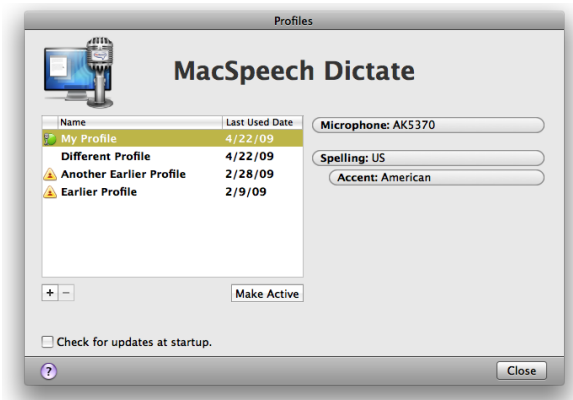 Profiles
MacSpeech Dictate
Name Last Used Date
My Profile 4/22/09
Different Profile 4/22/09
Another Earlier Profile 2/28/09
Earlier Profile 2/9/09
Microphone: AK5370
Spelling: US
Accent: American
+ − Make Active
Check for updates at startup.
? Close